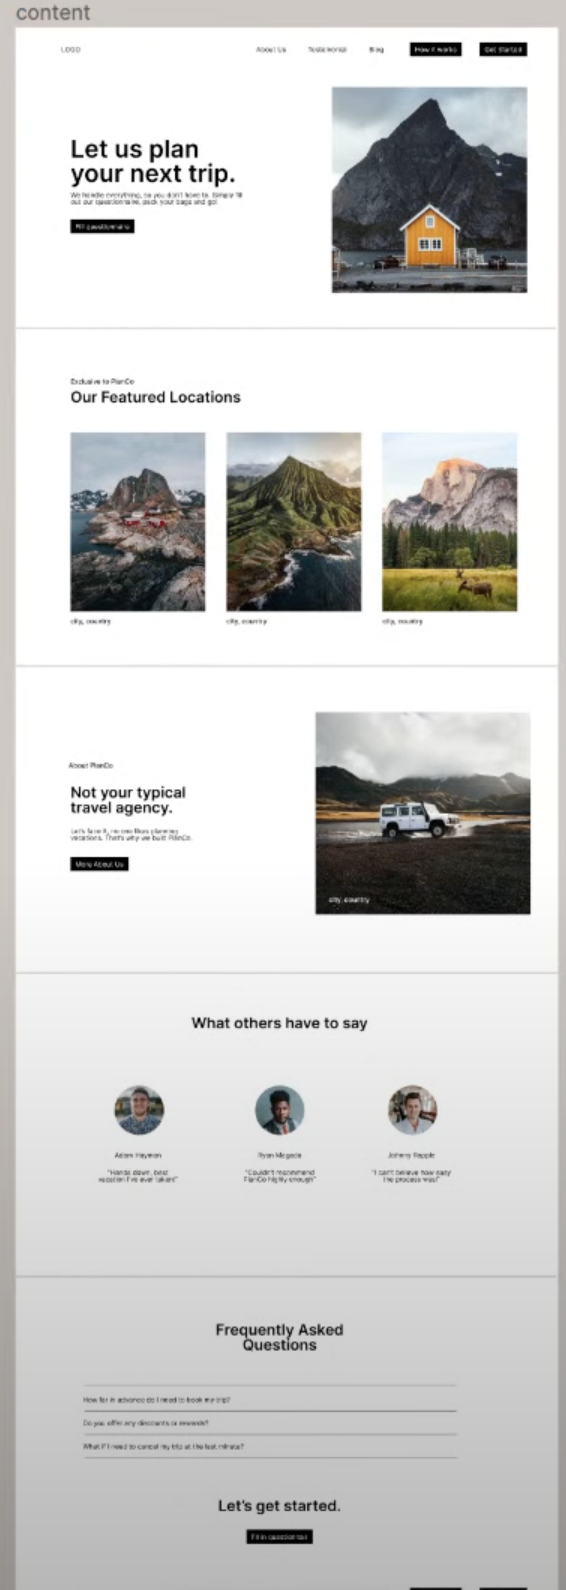 content
LOGO
About Us Testimonial Blog How it works Get Started
Let us plan
your next trip.
We handle everything, so you don't have to. Simply fill
out our questionnaire, pack your bags and go!
Fill questionnaire
Exclusive to PlanCo
Our Featured Locations
city, country city, country city, country
About PlanCo
Not your typical
travel agency.
Let's face it, no one likes planning
vacations. That's why we built PlanCo.
More About Us
city, country
What others have to say
Adam Hayman Ryan Magada Johnny Rapple
"Hands down, best "Couldn't recommend "I can't believe how easy
vacation I've ever taken!" PlanCo highly enough" the process was!"
Frequently Asked
Questions
How far in advance do I need to book my trip?
Do you offer any discounts or rewards?
What if I need to cancel my trip at the last minute?
Let's get started.
Fill in questionnaire